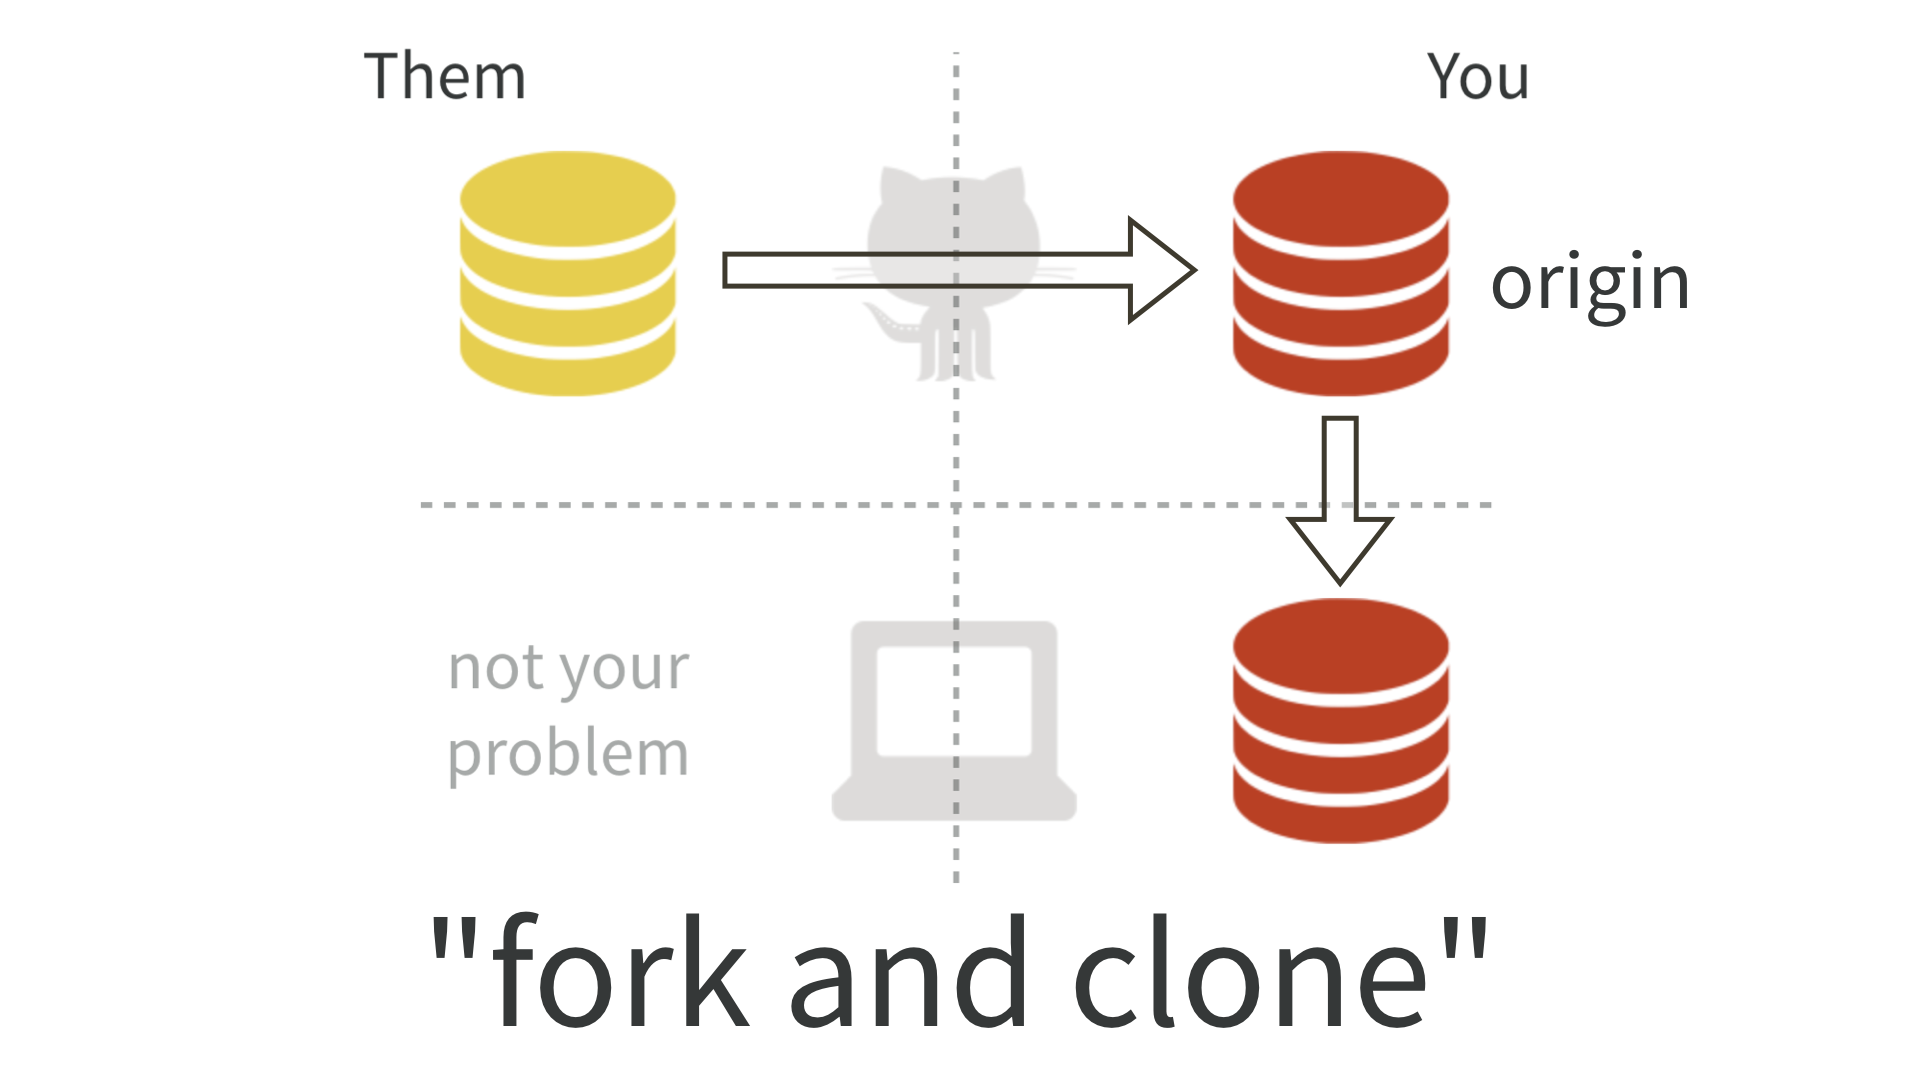 Them
You
origin
not your
problem
"fork and clone"